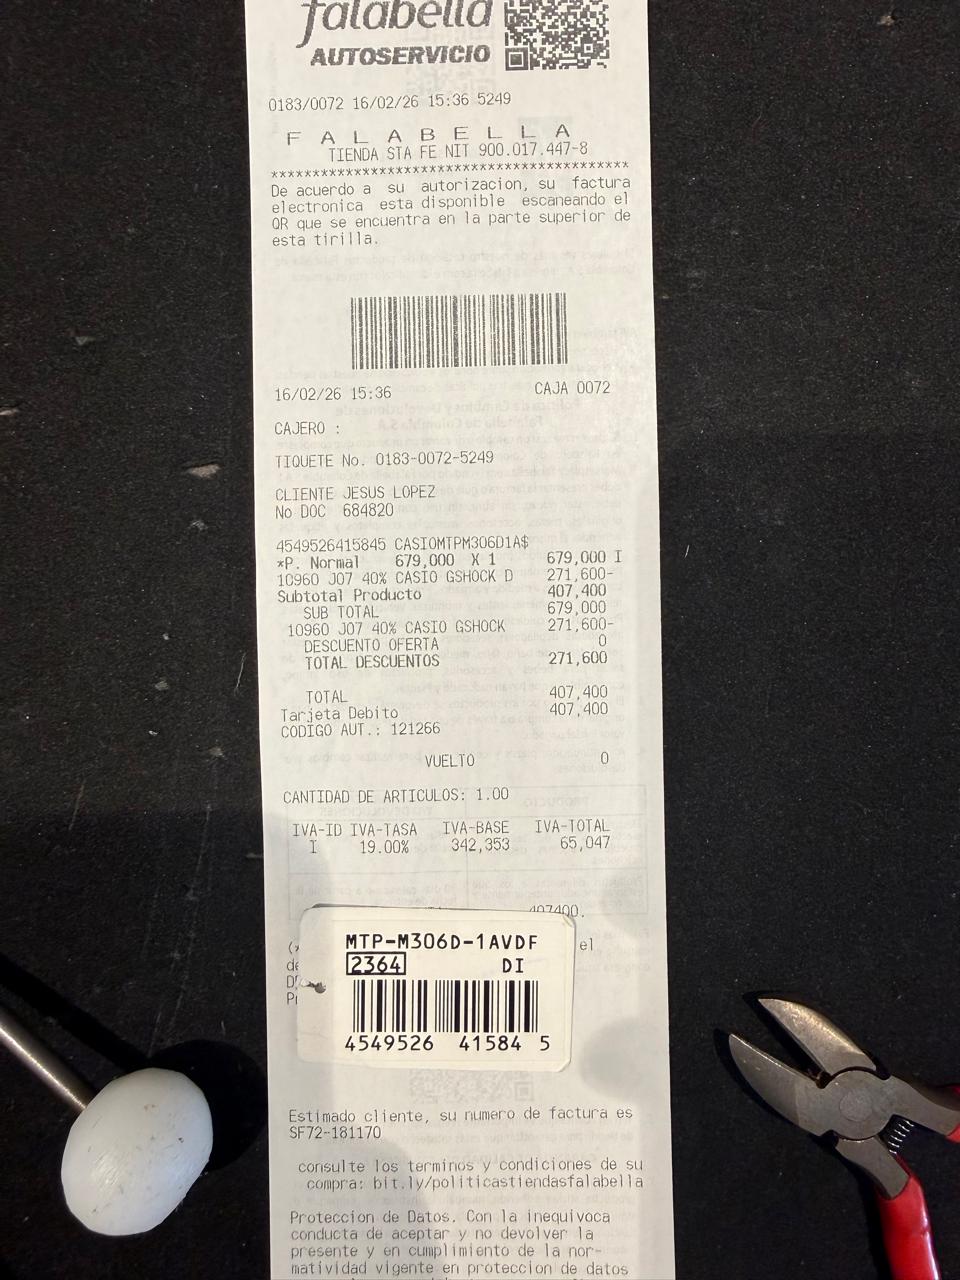 falabella
AUTOSERVICIO
0183/0072 16/02/26 15:36 5249
F A L A B E L L A
TIENDA STA FE NIT 900.017.447-8
******************************************
De acuerdo a su autorizacion, su factura
electronica esta disponible escaneando el
QR que se encuentra en la parte superior de
esta tirilla.
16/02/26 15:36 CAJA 0072
CAJERO :
TIQUETE No. 0183-0072-5249
CLIENTE JESUS LOPEZ
No DOC 684820
4549526415845 CASIOMTPM306D1A$
*P. Normal 679,000 X 1 679,000 I
10960 J07 40% CASIO GSHOCK D 271,600-
Subtotal Producto 407,400
SUB TOTAL 679,000
10960 J07 40% CASIO GSHOCK 271,600-
DESCUENTO OFERTA 0
TOTAL DESCUENTOS 271,600
TOTAL 407,400
Tarjeta Debito 407,400
CODIGO AUT.: 121266
VUELTO 0
CANTIDAD DE ARTICULOS: 1.00
IVA-ID IVA-TASA IVA-BASE IVA-TOTAL
I 19.00% 342,353 65,047
407400.
MTP-M306D-1AVDF
el
2364 DI
4549526 41584 5
Estimado cliente, su numero de factura es
SF72-181170
consulte los terminos y condiciones de su
compra: bit.ly/politicastiendasfalabella
Proteccion de Datos. Con la inequivoca
conducta de aceptar y no devolver la
presente y en cumplimiento de la nor-
matividad vigente en proteccion de datos